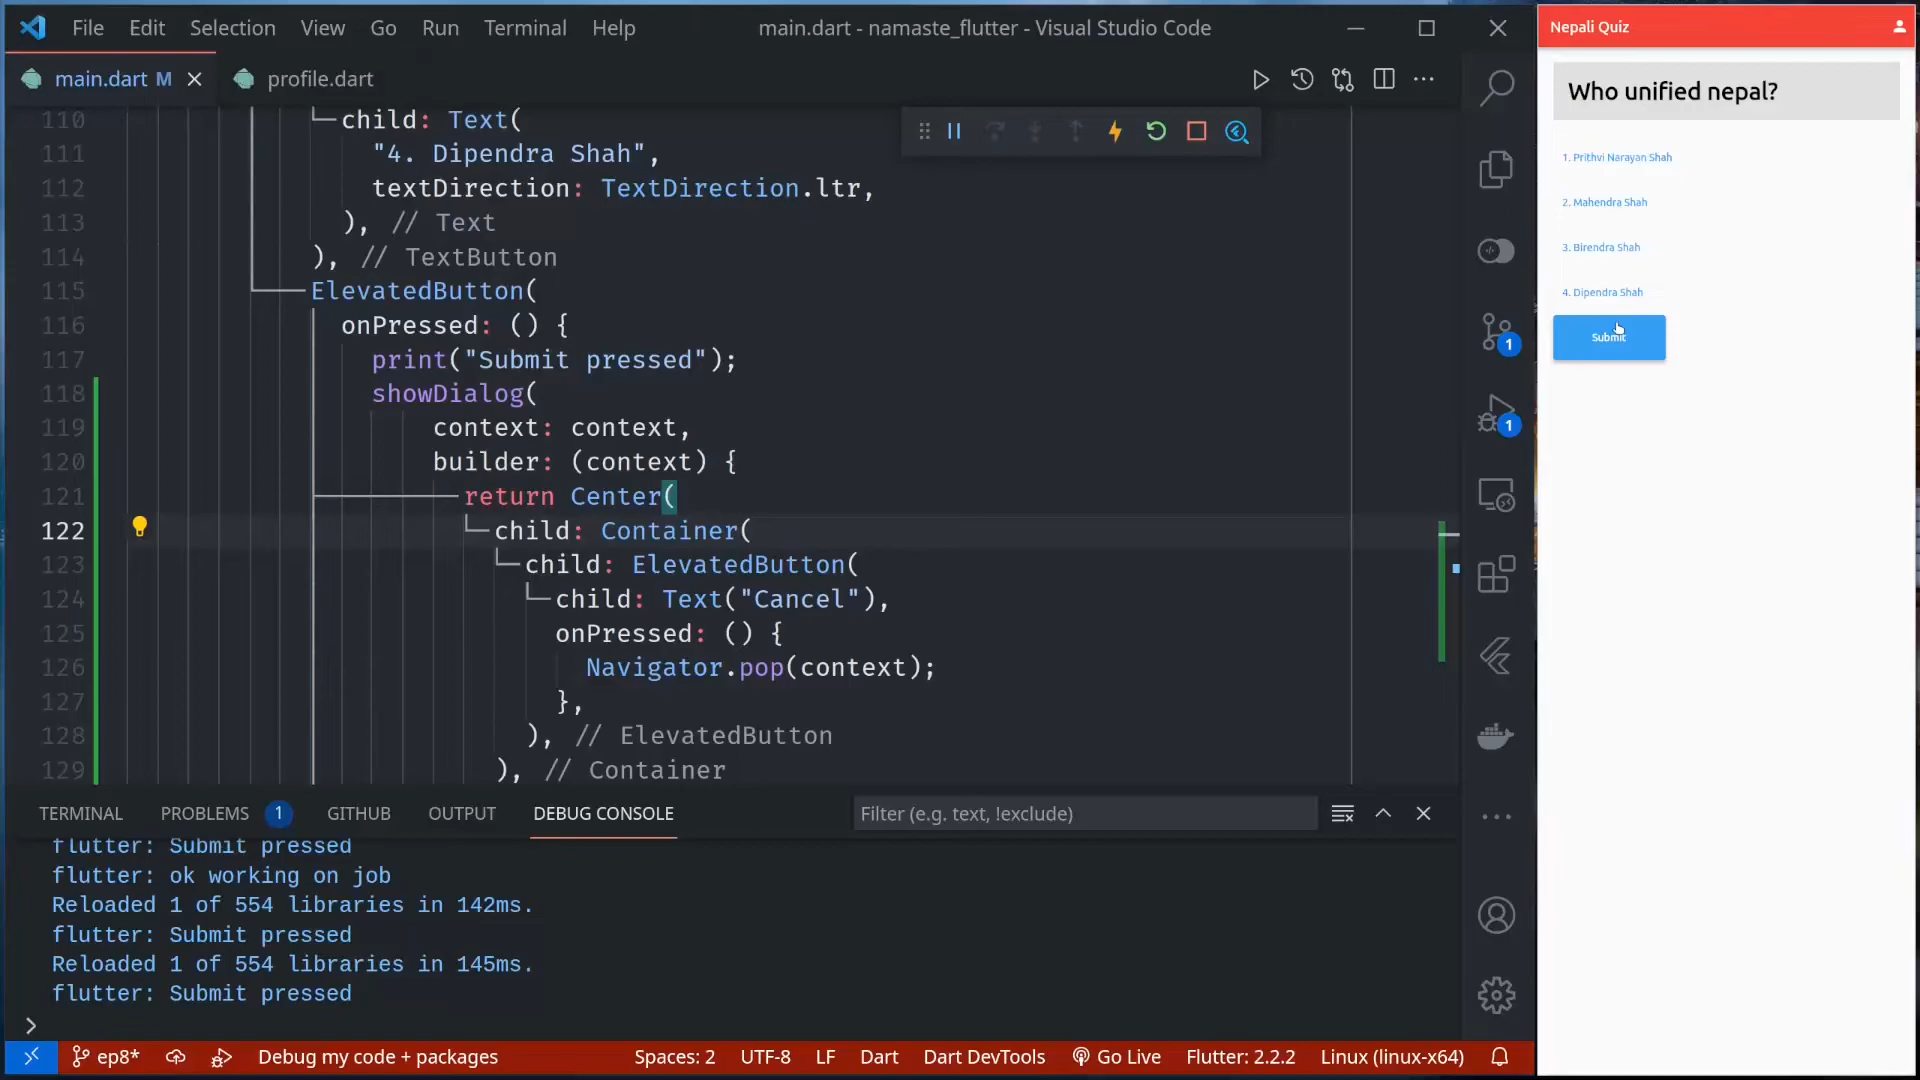 File Edit Selection View Go Run Terminal Help
main.dart - namaste_flutter - Visual Studio Code
main.dart M
profile.dart
110 child: Text(
111 "4. Dipendra Shah",
112 textDirection: TextDirection.ltr,
113 ), // Text
114 ), // TextButton
115 ElevatedButton(
116 onPressed: () {
117 print("Submit pressed");
118 showDialog(
119 context: context,
120 builder: (context) {
121 return Center(
122 child: Container(
123 child: ElevatedButton(
124 child: Text("Cancel"),
125 onPressed: () {
126 Navigator.pop(context);
127 },
128 ), // ElevatedButton
129 ), // Container
1
1
TERMINAL PROBLEMS 1 GITHUB OUTPUT DEBUG CONSOLE Filter (e.g. text, !exclude)
flutter: Submit pressed
flutter: ok working on job
Reloaded 1 of 554 libraries in 142ms.
flutter: Submit pressed
Reloaded 1 of 554 libraries in 145ms.
flutter: Submit pressed
>
ep8* Debug my code + packages Spaces: 2 UTF-8 LF Dart Dart DevTools Go Live Flutter: 2.2.2 Linux (linux-x64)
Nepali Quiz
Who unified nepal?
1. Prithvi Narayan Shah
2. Mahendra Shah
3. Birendra Shah
4. Dipendra Shah
Submit